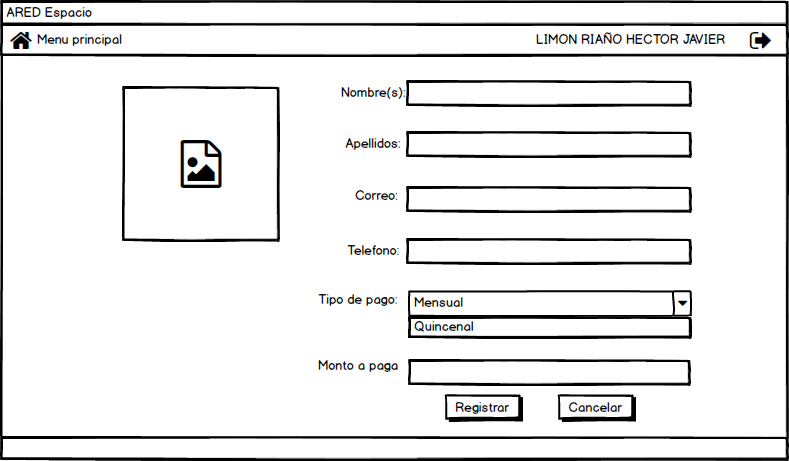 ARED Espacio
Menu principal
LIMON RIAÑO HECTOR JAVIER
Nombre(s):
Apellidos:
Correo:
Telefono:
Tipo de pago:
Mensual
Quincenal
Monto a paga
Registrar
Cancelar